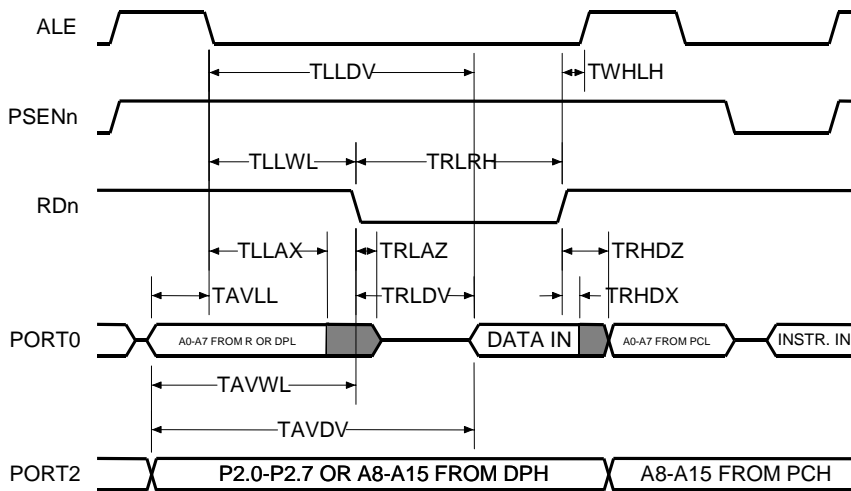 ALE
TLLDV
TWHLH
PSENn
TLLWL
TRLRH
RDn
TLLAX
TRLAZ
TRHDZ
TAVLL
TRLDV
TRHDX
PORT0
A0-A7 FROM R OR DPL
DATA IN
A0-A7 FROM PCL
INSTR. IN
TAVWL
TAVDV
PORT2
P2.0-P2.7 OR A8-A15 FROM DPH
A8-A15 FROM PCH